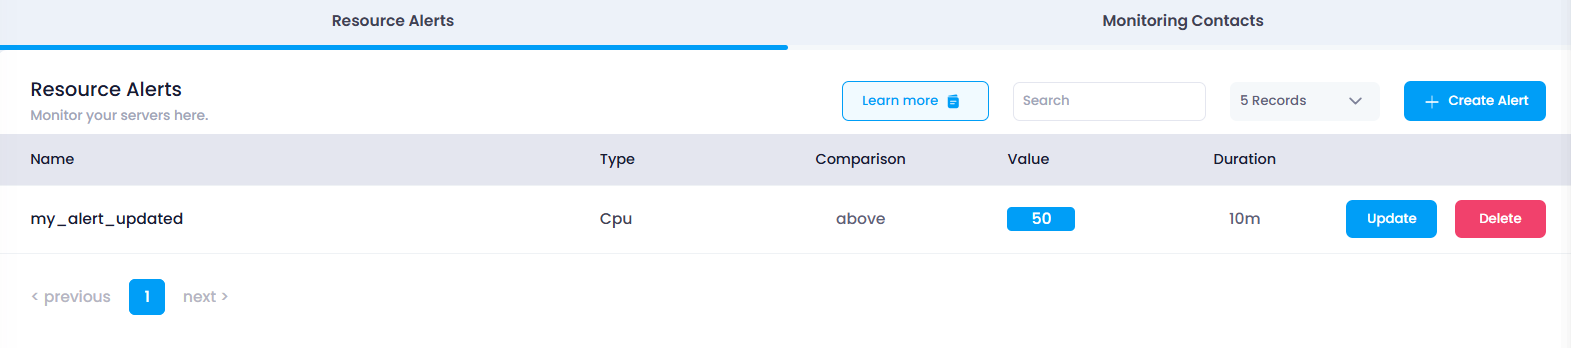 Resource Alerts Monitoring Contacts
Resource Alerts
Monitor your servers here.
Learn more Search 5 Records + Create Alert
Name Type Comparison Value Duration
my_alert_updated Cpu above 50 10m Update Delete
< previous 1 next >